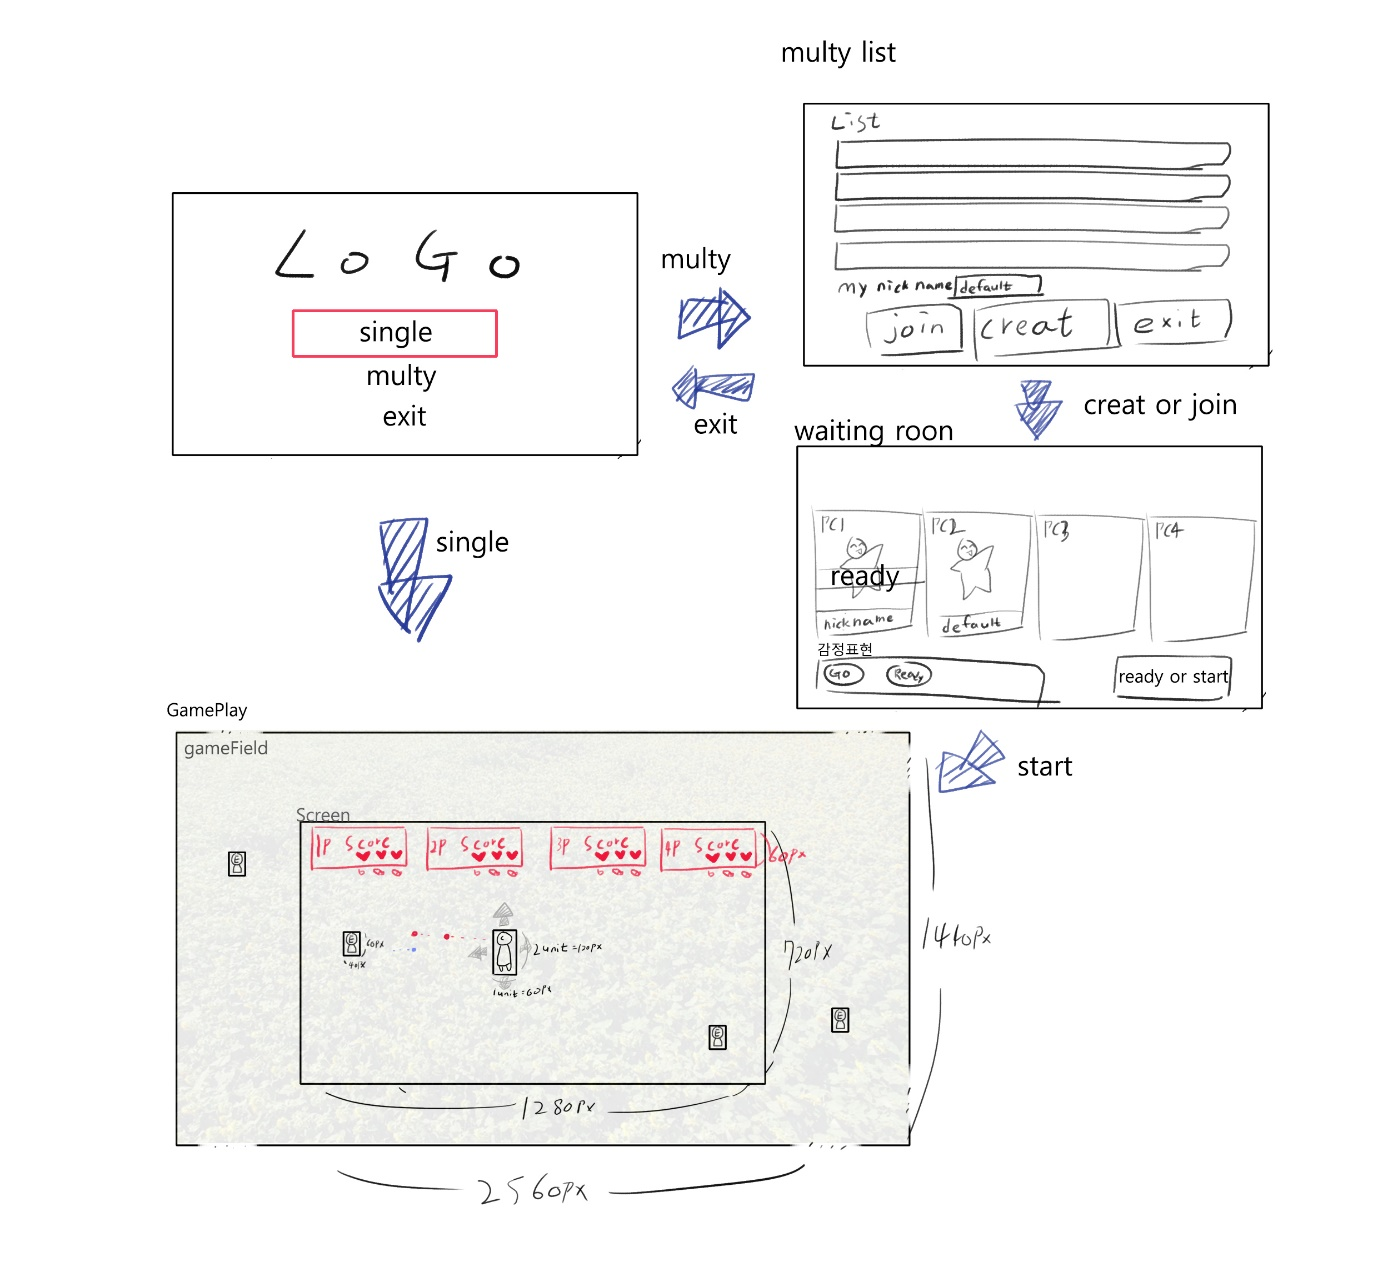 multy list
List
my nick name default
join creat exit
LoGo
single
multy
exit
multy
exit
creat or join
waiting roon
PC1 PC2 PC3 PC4
ready
nickname default
감정표현
GO Ready
ready or start
single
start
GamePlay
gameField
Screen
1P Score 2P Score 3P Score 4P Score
60px
E
E 60px
40px
2unit=120px
1unit=60px
E
E
720px
1280px
1440px
2560px